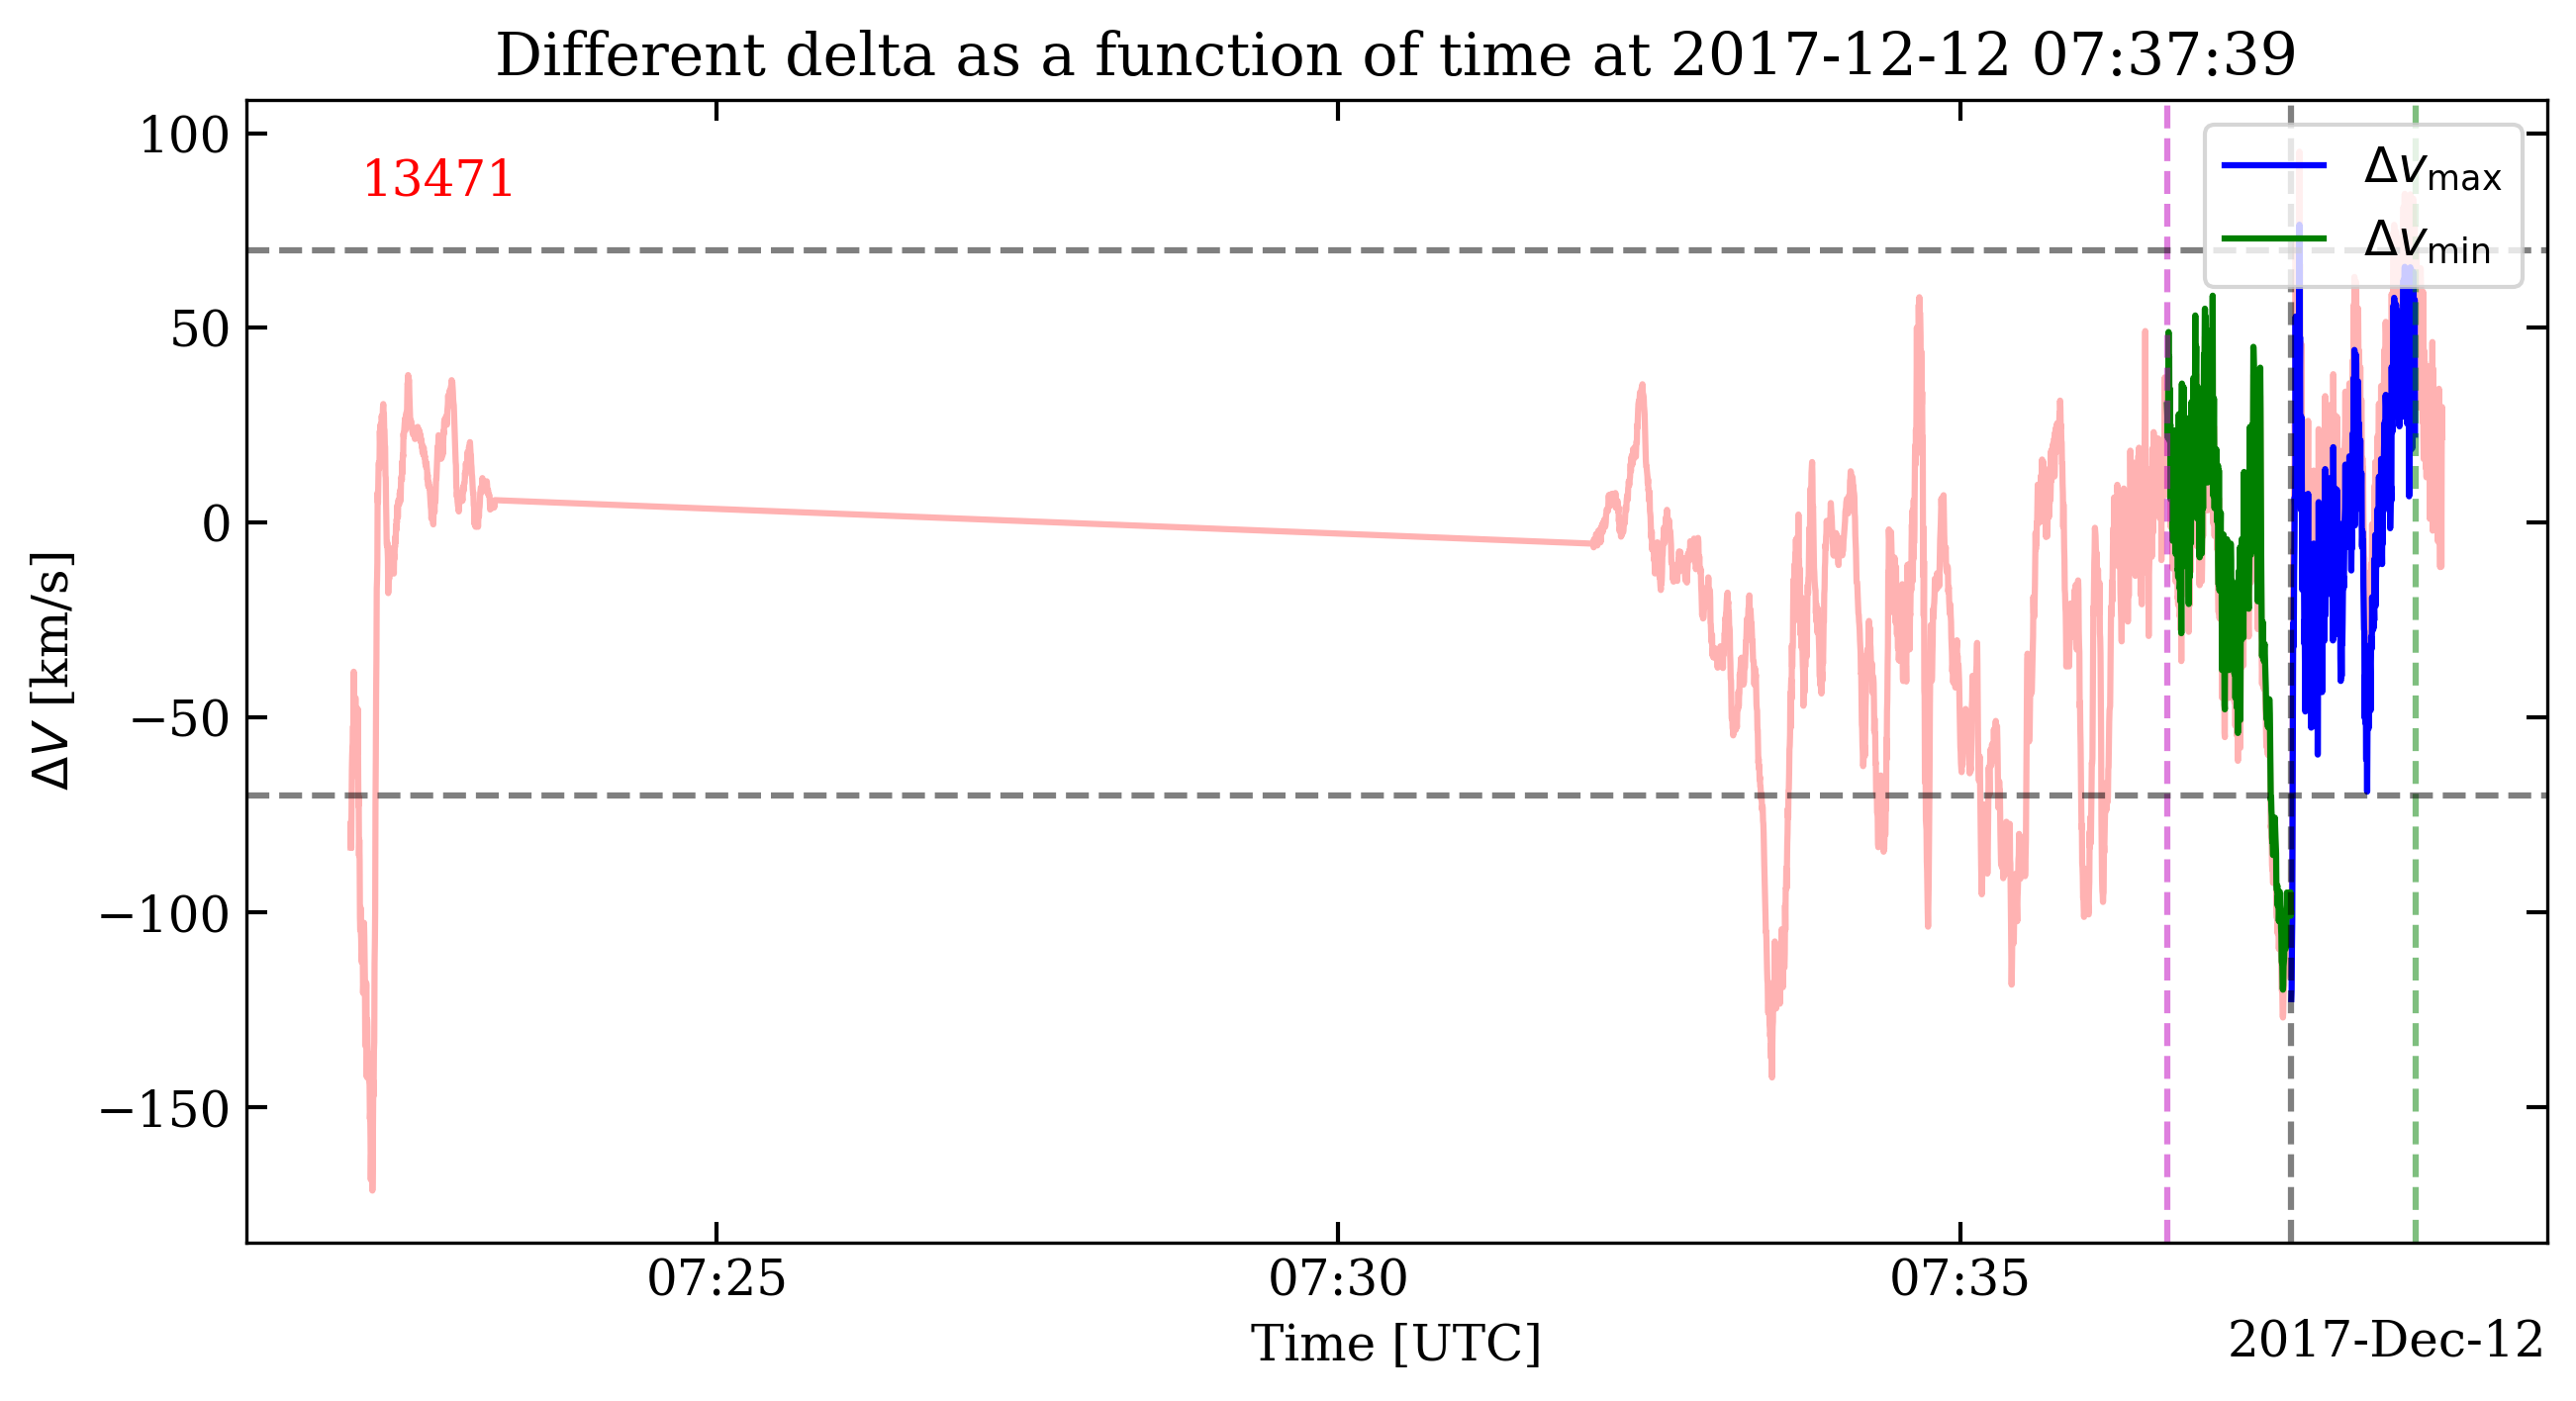 Different delta as a function of time at 2017-12-12 07:37:39
100
50
0
−50
−100
−150
ΔV [km/s]
13471
Δv_max
Δv_min
07:25
07:30
07:35
Time [UTC]
2017-Dec-12